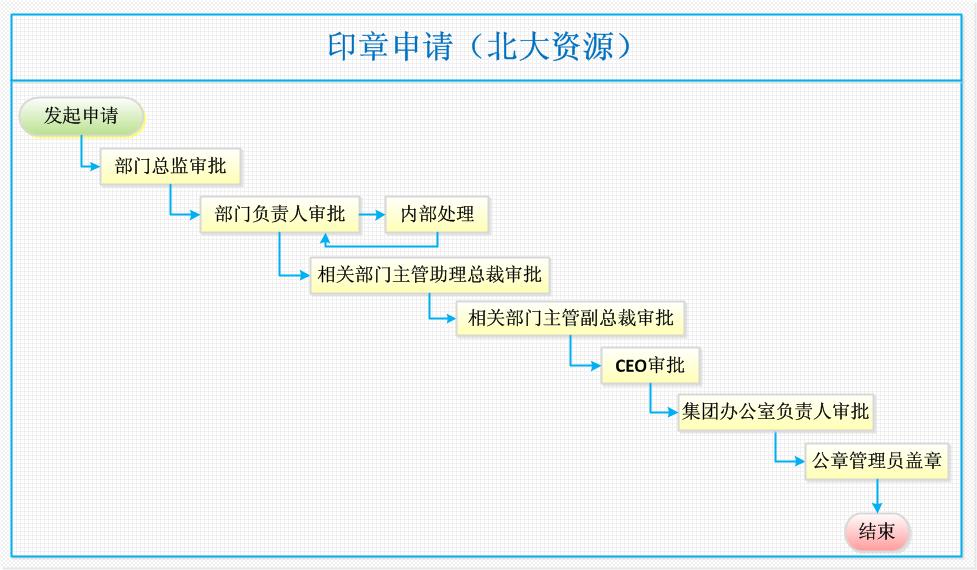 印章申请（北大资源）
发起申请
部门总监审批
部门负责人审批
内部处理
相关部门主管助理总裁审批
相关部门主管副总裁审批
CEO审批
集团办公室负责人审批
公章管理员盖章
结束